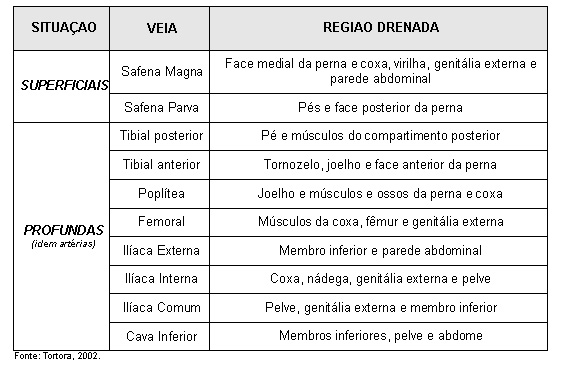 SITUAÇAO VEIA REGIAO DRENADA
SUPERFICIAIS
Safena Magna Face medial da perna e coxa, virilha, genitália externa e
parede abdominal
Safena Parva Pés e face posterior da perna
PROFUNDAS
(idem artérias)
Tibial posterior Pé e músculos do compartimento posterior
Tibial anterior Tornozelo, joelho e face anterior da perna
Poplítea Joelho e músculos e ossos da perna e coxa
Femoral Músculos da coxa, fêmur e genitália externa
Ilíaca Externa Membro inferior e parede abdominal
Ilíaca Interna Coxa, nádega, genitália externa e pelve
Ilíaca Comum Pelve, genitália externa e membro inferior
Cava Inferior Membros inferiores, pelve e abdome
Fonte: Tortora, 2002.